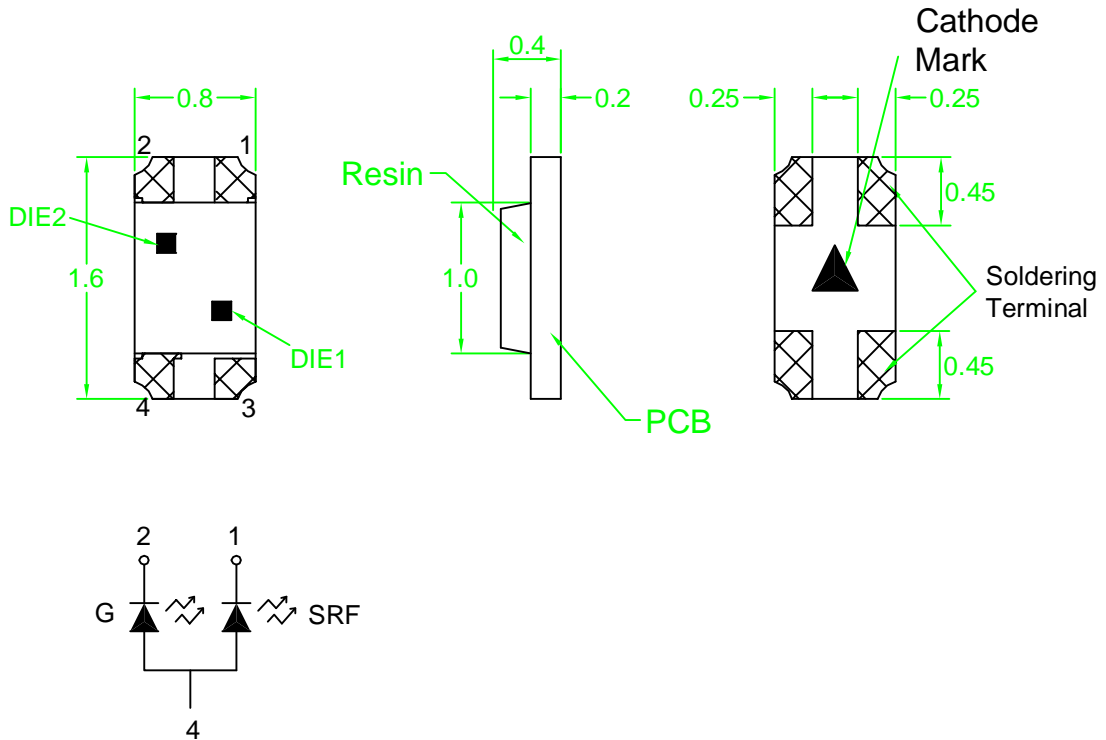 Cathode
Mark
0.4
0.8
0.2
0.25
0.25
2
1
Resin
0.45
DIE2
1.6
1.0
Soldering
Terminal
DIE1
0.45
4
3
PCB
2
1
G
SRF
4